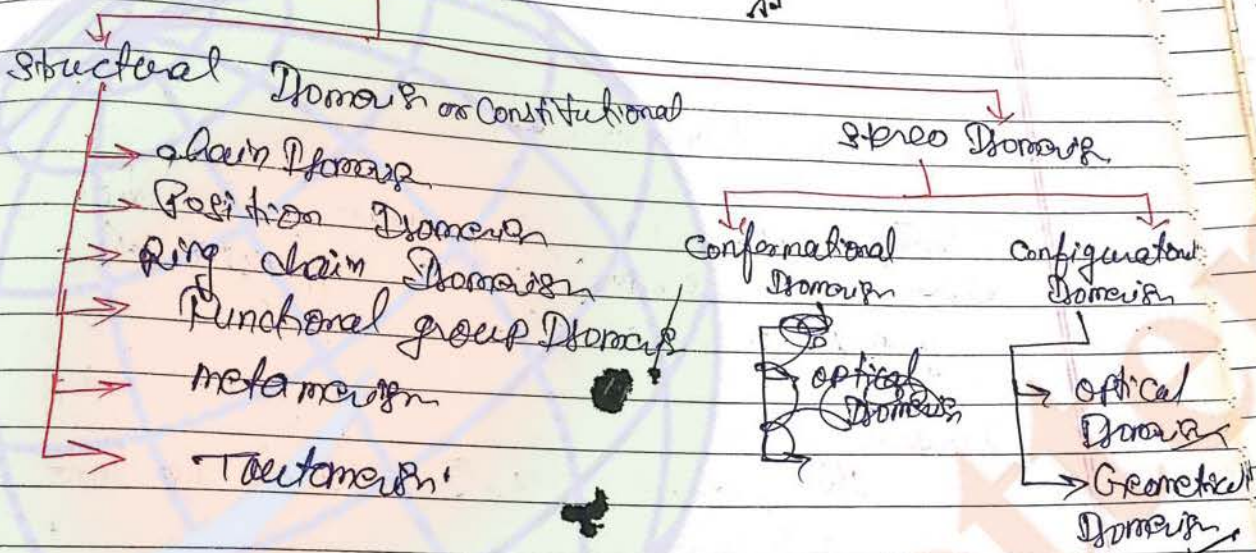 Structural Isomerism or Constitutional
chain Isomerism
Position Isomerism
Ring chain Isomerism
Functional group Isomerism
metamerism
Tautomerism
Stereo Isomerism
Conformational
Isomerism
optical
Isomerism
Configurational
Isomerism
optical
Isomerism
Geometrical
Isomerism